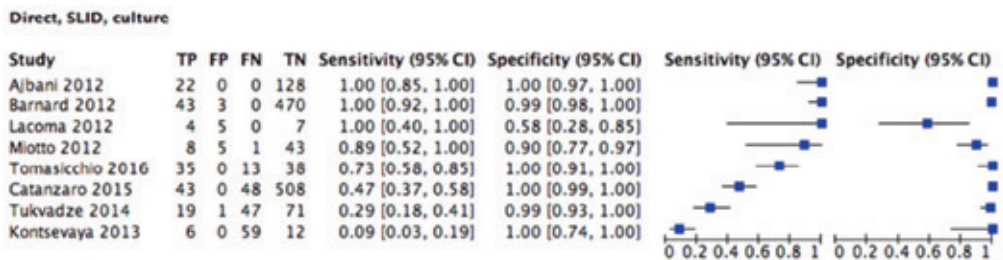 Direct, SLID, culture
Study TP FP FN TN Sensitivity (95% CI) Specificity (95% CI) Sensitivity (95% CI) Specificity (95% CI)
Ajbani 2012 22 0 0 128 1.00 [0.85, 1.00] 1.00 [0.97, 1.00]
Barnard 2012 43 3 0 470 1.00 [0.92, 1.00] 0.99 [0.98, 1.00]
Lacoma 2012 4 5 0 7 1.00 [0.40, 1.00] 0.58 [0.28, 0.85]
Miotto 2012 8 5 1 43 0.89 [0.52, 1.00] 0.90 [0.77, 0.97]
Tomasicchio 2016 35 0 13 38 0.73 [0.58, 0.85] 1.00 [0.91, 1.00]
Catanzaro 2015 43 0 48 508 0.47 [0.37, 0.58] 1.00 [0.99, 1.00]
Tukvadze 2014 19 1 47 71 0.29 [0.18, 0.41] 0.99 [0.93, 1.00]
Kontsevaya 2013 6 0 59 12 0.09 [0.03, 0.19] 1.00 [0.74, 1.00]
0 0.2 0.4 0.6 0.8 1 0 0.2 0.4 0.6 0.8 1